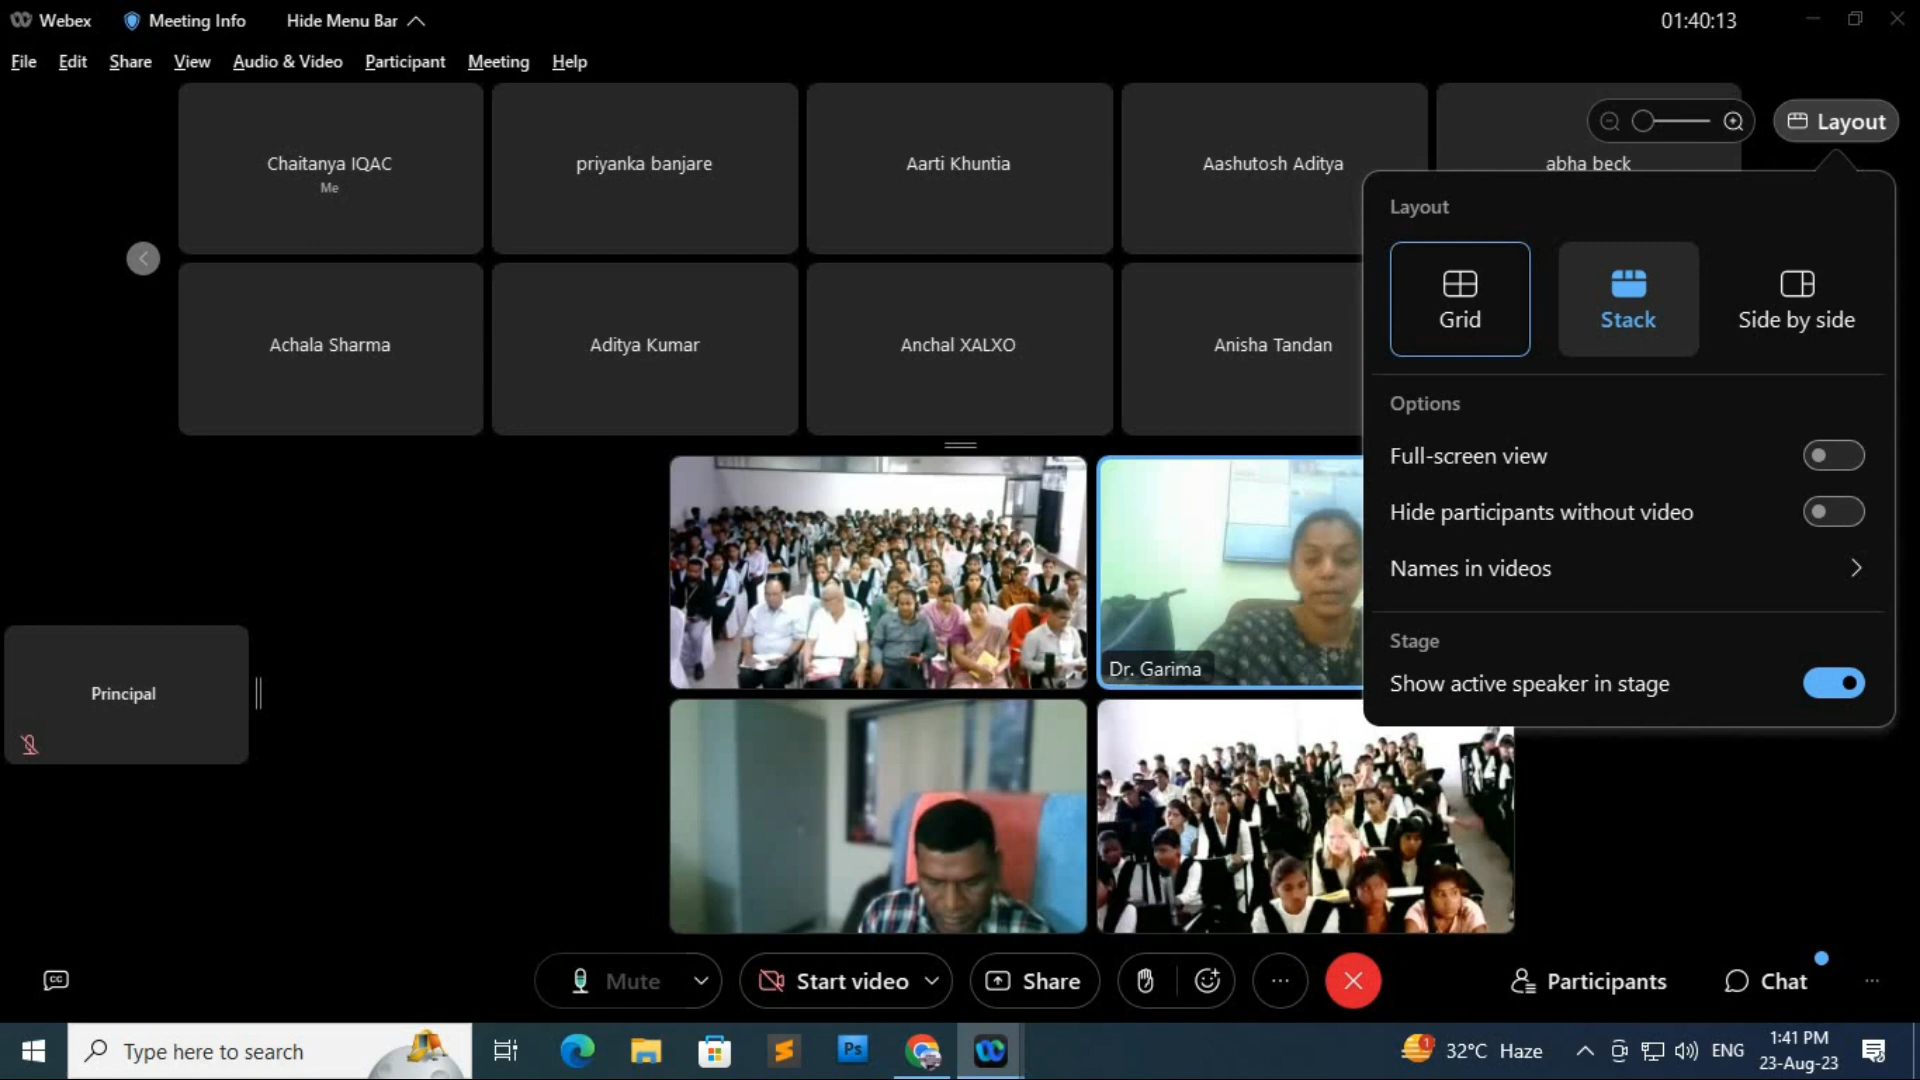 Webex
Meeting Info
Hide Menu Bar
01:40:13
File Edit Share View Audio & Video Participant Meeting Help
Chaitanya IQAC
Me
priyanka banjare
Aarti Khuntia
Aashutosh Aditya
abha beck
Layout
Layout
Grid
Stack
Side by side
Achala Sharma
Aditya Kumar
Anchal XALXO
Anisha Tandan
Options
Full-screen view
Hide participants without video
Names in videos
Stage
Show active speaker in stage
Dr. Garima
Principal
CC
Mute
Start video
Share
Participants
Chat
Type here to search
Ps
1
32°C Haze
ENG
1:41 PM
23-Aug-23